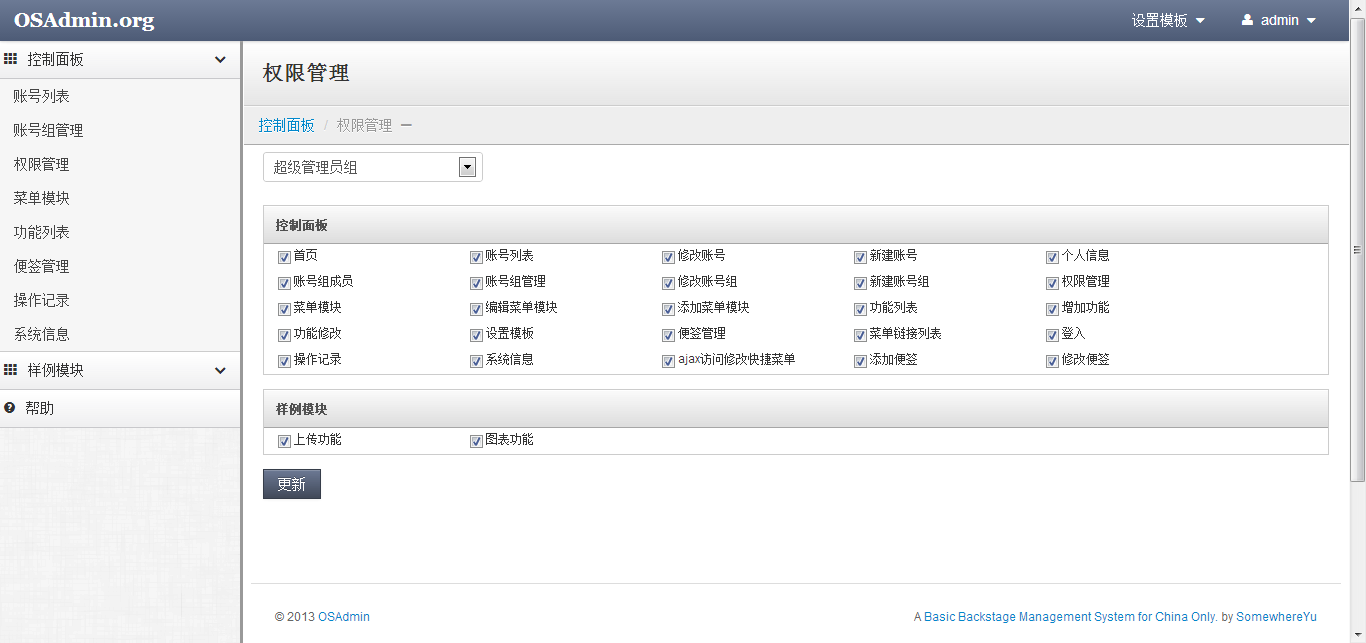 OSAdmin.org
设置模板
admin
控制面板
账号列表
账号组管理
权限管理
菜单模块
功能列表
便签管理
操作记录
系统信息
样例模块
帮助
权限管理
控制面板 / 权限管理
超级管理员组
控制面板
首页 账号列表 修改账号 新建账号 个人信息
账号组成员 账号组管理 修改账号组 新建账号组 权限管理
菜单模块 编辑菜单模块 添加菜单模块 功能列表 增加功能
功能修改 设置模板 便签管理 菜单链接列表 登入
操作记录 系统信息 ajax访问修改快捷菜单 添加便签 修改便签
样例模块
上传功能 图表功能
更新
© 2013 OSAdmin
A Basic Backstage Management System for China Only. by SomewhereYu